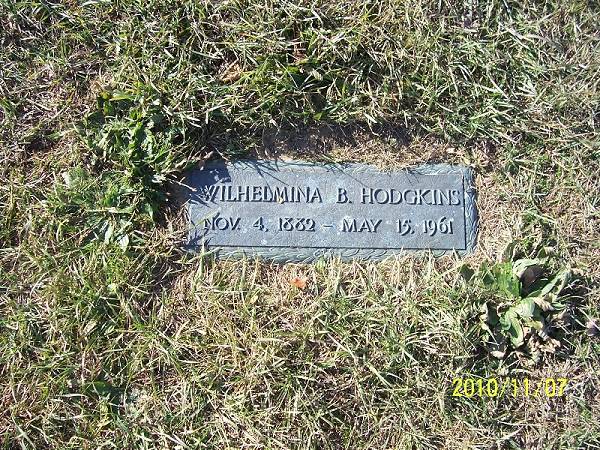 WILHELMINA B. HODGKINS
NOV. 4, 1882 – MAY 15, 1961
2010/11/07